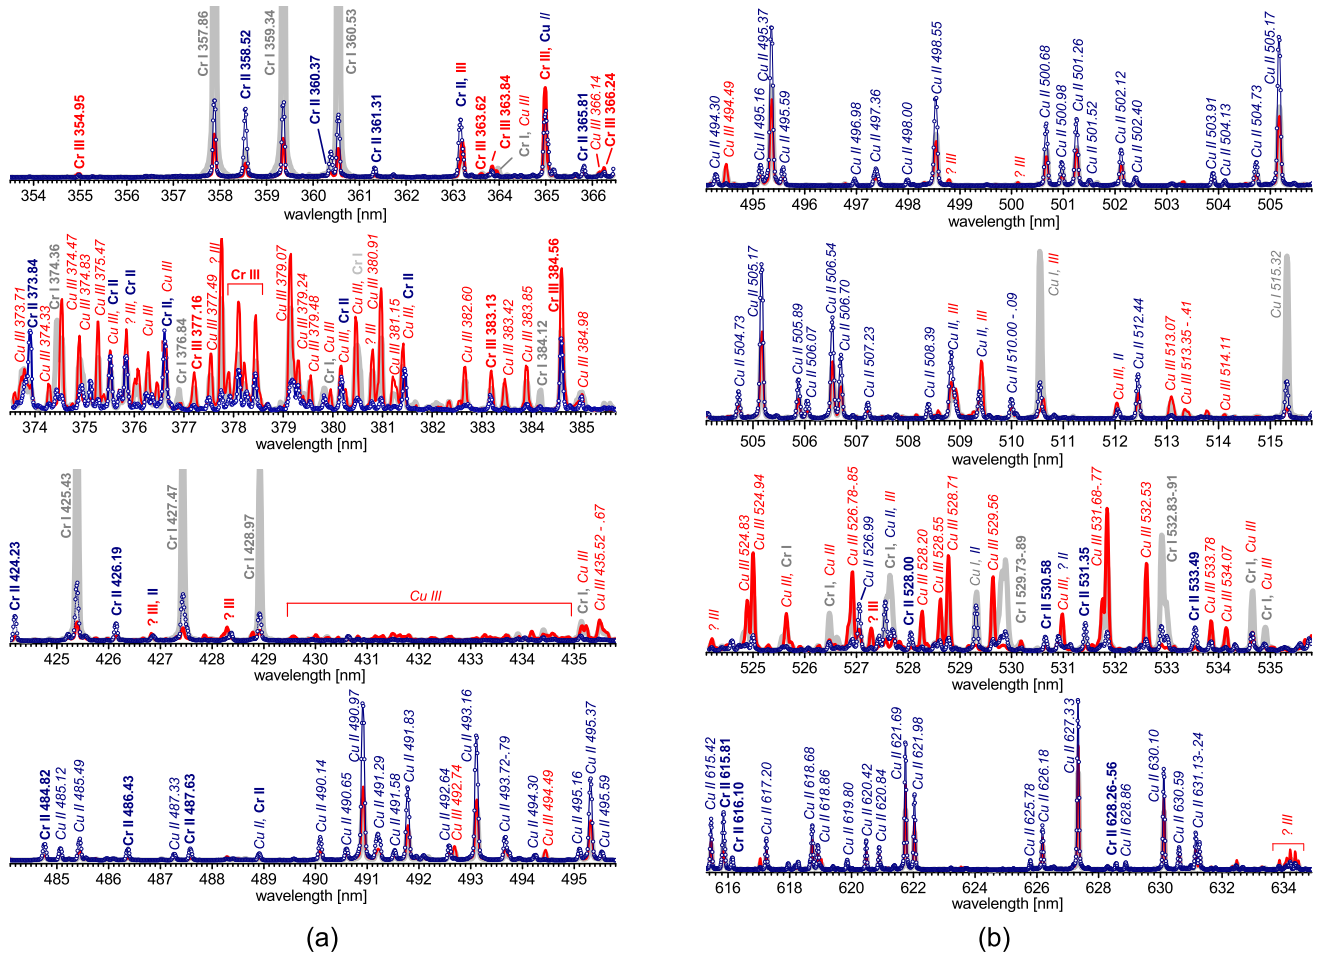 Cr III 354.95
Cr I 357.86
Cr II 358.52
Cr I 359.34
Cr II 360.37
Cr I 360.53
Cr II 361.31
Cr II, III
Cr III 363.62
Cr III 363.84
Cr I, Cu III
Cr III, Cu II
Cr II 365.81
Cu III 366.14
Cr III 366.24
354 355 356 357 358 359 360 361 362 363 364 365 366
wavelength [nm]
Cu III 373.71
Cr II 373.84
Cu III 374.33
Cr I 374.36
Cu III 374.47
Cu III 374.83
Cu III 375.47
Cu III, Cr II
? III, Cr II
Cu III
Cr II, Cu III
Cr I 376.84
Cr III 377.16
Cu III 377.49
? III
Cr III
Cu III 379.07
Cu III 379.24
Cu III 379.48
Cr I, Cu III
Cu III, Cr II
Cu III, Cr I
? III
Cu III 380.91
Cu III 381.15
Cu III, Cr II
Cu III 382.60
Cr III 383.13
Cu III 383.42
Cu III 383.85
Cr I 384.12
Cr III 384.56
Cu III 384.98
374 375 376 377 378 379 380 381 382 383 384 385
wavelength [nm]
Cr II 424.23
Cr I 425.43
Cr II 426.19
? III, II
Cr I 427.47
? III
Cr I 428.97
Cu III
Cr I, Cu III
Cu III 435.52 - .67
425 426 427 428 429 430 431 432 433 434 435
wavelength [nm]
Cr II 484.82
Cu II 485.12
Cu II 485.49
Cr II 486.43
Cu II 487.33
Cr II 487.63
Cu II, Cr II
Cu II 490.14
Cu II 490.65
Cu II 490.97
Cu II 491.29
Cu II 491.58
Cu II 491.83
Cu II 492.64
Cu III 492.74
Cu II 493.16
Cu II 493.72-.79
Cu II 494.30
Cu III 494.49
Cu II 495.16
Cu II 495.37
Cu II 495.59
485 486 487 488 489 490 491 492 493 494 495
wavelength [nm]
(a)
Cu II 494.30
Cu III 494.49
Cu II 495.16
Cu II 495.37
Cu II 495.59
Cu II 496.98
Cu II 497.36
Cu II 498.00
Cu II 498.55
? III
? III
Cu II 500.68
Cu II 500.98
Cu II 501.26
Cu II 501.52
Cu II 502.12
Cu II 502.40
Cu II 503.91
Cu II 504.13
Cu II 504.73
Cu II 505.17
495 496 497 498 499 500 501 502 503 504 505
wavelength [nm]
Cu II 504.73
Cu II 505.17
Cu II 505.89
Cu II 506.07
Cu II 506.54
Cu II 506.70
Cu II 507.23
Cu II 508.39
Cu II, III
Cu II, III
Cu II 510.00 - .09
Cu I, III
Cu III, II
Cu II 512.44
Cu III 513.07
Cu III 513.35 - .41
Cu III 514.11
Cu I 515.32
505 506 507 508 509 510 511 512 513 514 515
wavelength [nm]
? III
Cu III 524.83
Cu III 524.94
Cu III, Cr I
Cr I, Cu III
Cu III 526.78-.85
Cu II 526.99
? III
Cr I, Cu II, III
Cr II 528.00
Cu III 528.20
Cu III 528.55
Cu III 528.71
Cu I, II
Cu III 529.56
Cr I 529.73-.89
Cr II 530.58
Cu III, ? II
Cr II 531.35
Cu III 531.68-.77
Cu III 532.53
Cr I 532.83-.91
Cr II 533.49
Cu III 533.78
Cu III 534.07
Cr I, Cu III
Cr I, Cu III
525 526 527 528 529 530 531 532 533 534 535
wavelength [nm]
Cu II 615.42
Cr II 615.81
Cr II 616.10
Cu II 617.20
Cu II 618.68
Cu II 618.86
Cu II 619.80
Cu II 620.42
Cu II 620.84
Cu II 621.69
Cu II 621.98
Cu II 625.78
Cu II 626.18
Cu II 627.33
Cr II 628.26-.56
Cu II 628.86
Cu II 630.10
Cu II 630.59
Cu II 631.13-.24
? III
616 618 620 622 624 626 628 630 632 634
wavelength [nm]
(b)